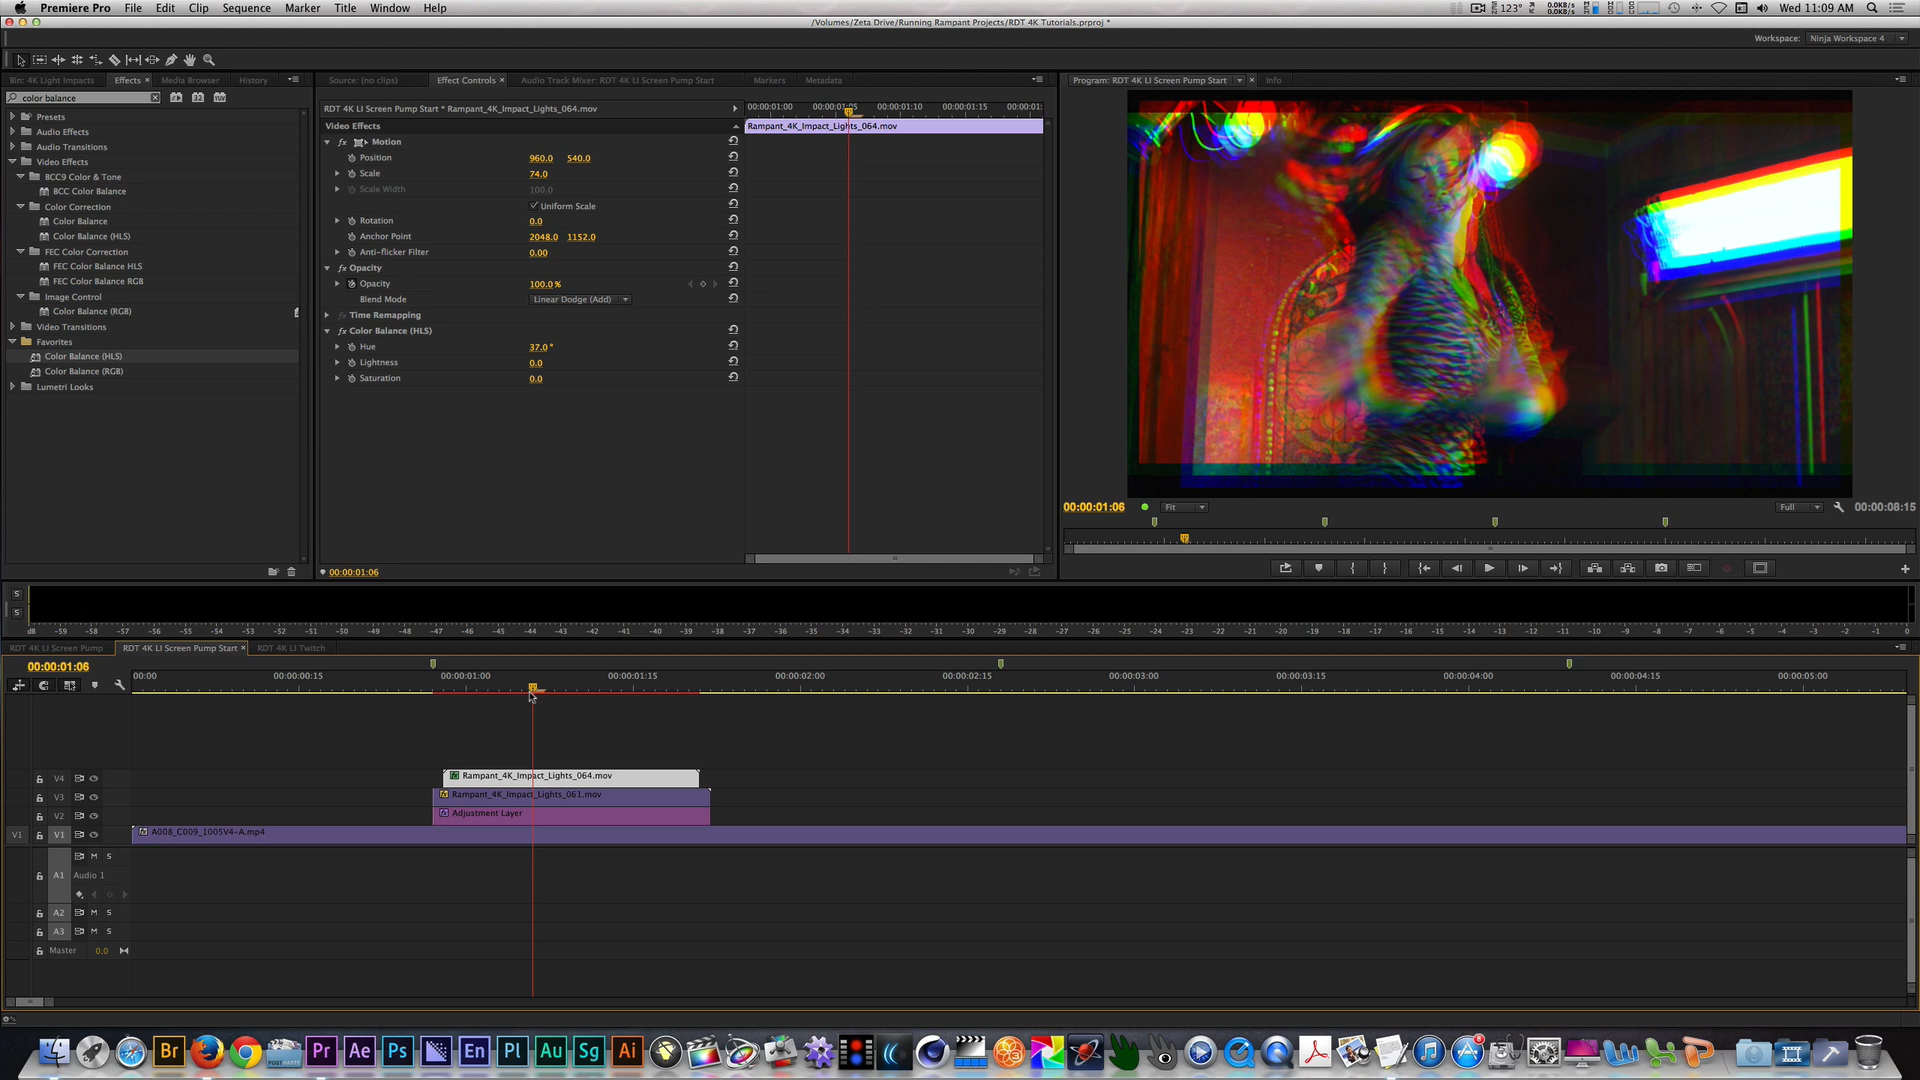 Premiere Pro File Edit Clip Sequence Marker Title Window Help
123° 0.0KB/s 0.0KB/s Wed 11:09 AM
/Volumes/Zeta Drive/Running Rampant Projects/RDT 4K Tutorials.prproj *
Workspace: Ninja Workspace 4
Bin: 4K Light Impacts Effects × Media Browser History
Source: (no clips) Effect Controls × Audio Track Mixer: RDT 4K LI Screen Pump Start Markers Metadata
Program: RDT 4K LI Screen Pump Start × Info
color balance
Presets
Audio Effects
Audio Transitions
Video Effects
BCC9 Color & Tone
BCC Color Balance
Color Correction
Color Balance
Color Balance (HLS)
FEC Color Correction
FEC Color Balance HLS
FEC Color Balance RGB
Image Control
Color Balance (RGB)
Video Transitions
Favorites
Color Balance (HLS)
Color Balance (RGB)
Lumetri Looks
RDT 4K LI Screen Pump Start * Rampant_4K_Impact_Lights_064.mov
00:00:01:00 00:00:01:05 00:00:01:10 00:00:01:15 00:00:01:
Video Effects
Rampant_4K_Impact_Lights_064.mov
fx Motion
Position 960.0 540.0
Scale 74.0
Scale Width 100.0
Uniform Scale
Rotation 0.0
Anchor Point 2048.0 1152.0
Anti-flicker Filter 0.00
fx Opacity
Opacity 100.0 %
Blend Mode Linear Dodge (Add)
fx Time Remapping
fx Color Balance (HLS)
Hue 37.0 °
Lightness 0.0
Saturation 0.0
00:00:01:06
00:00:01:06 Fit Full 00:00:08:15
S
S
dB -59 -58 -57 -56 -55 -54 -53 -52 -51 -50 -49 -48 -47 -46 -45 -44 -43 -42 -41 -40 -39 -38 -37 -36 -35 -34 -33 -32 -31 -30 -29 -28 -27 -26 -25 -24 -23 -22 -21 -20 -19 -18 -17 -16 -15 -14 -13 -12 -11 -10 -9 -8 -7 -6 -5 -4 -3 -2 -1 0
RDT 4K LI Screen Pump RDT 4K LI Screen Pump Start × RDT 4K LI Twitch
00:00:01:06
00:00 00:00:00:15 00:00:01:00 00:00:01:15 00:00:02:00 00:00:02:15 00:00:03:00 00:00:03:15 00:00:04:00 00:00:04:15 00:00:05:00
V4 Rampant_4K_Impact_Lights_064.mov
V3 Rampant_4K_Impact_Lights_061.mov
V2 Adjustment Layer
V1 V1 A008_C009_1005V4-A.mp4
M S
A1 Audio 1
A2 M S
A3 M S
Master 0.0
Br Pr Ae Ps En Pl Au Sg Ai